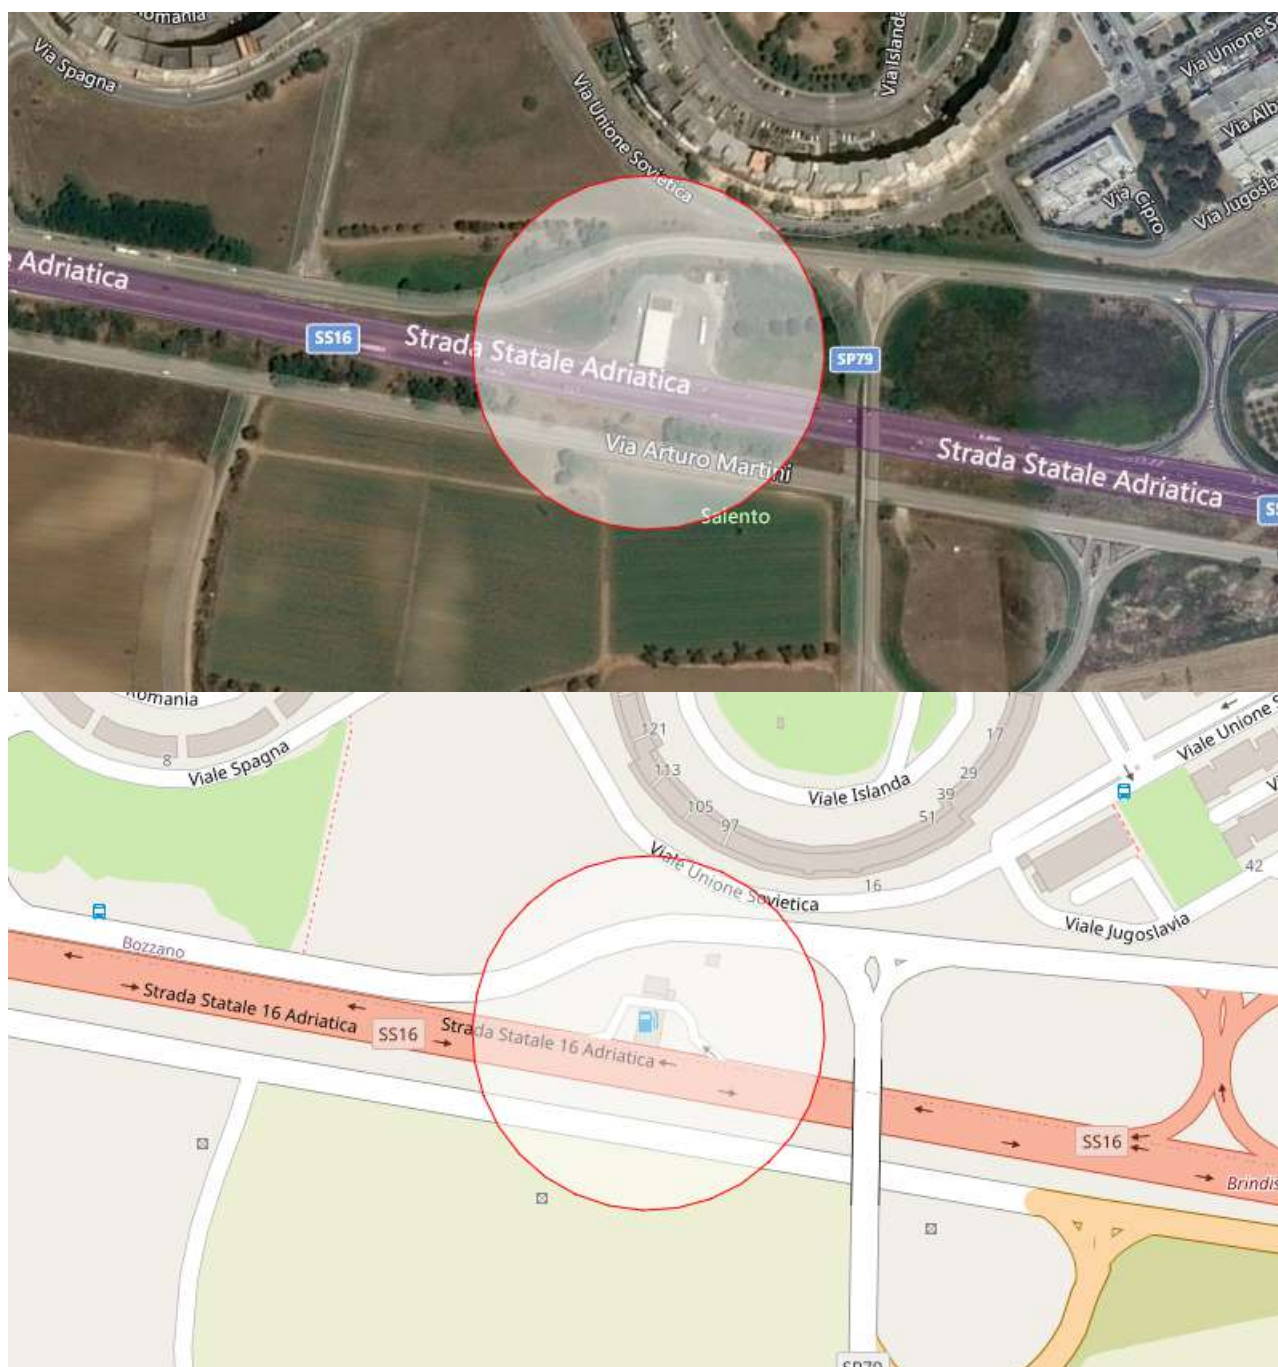 omania
Via Spagna
Via Unione Sovietica
Via Islanda
Via Unione S
Via Alb
Via Cipro
Via Jugosla
e Adriatica
SS16
Strada Statale Adriatica
SP79
Via Arturo Martini
Strada Statale Adriatica
Salento
Romania
8
Viale Spagna
121
113
105
97
Viale Islanda
17
29
39
51
Viale Unione S
42
16
Viale Unione Sovietica
Viale Jugoslavia
Bozzano
Strada Statale 16 Adriatica
SS16
Strada Statale 16 Adriatica
SS16
Brindis
SP79